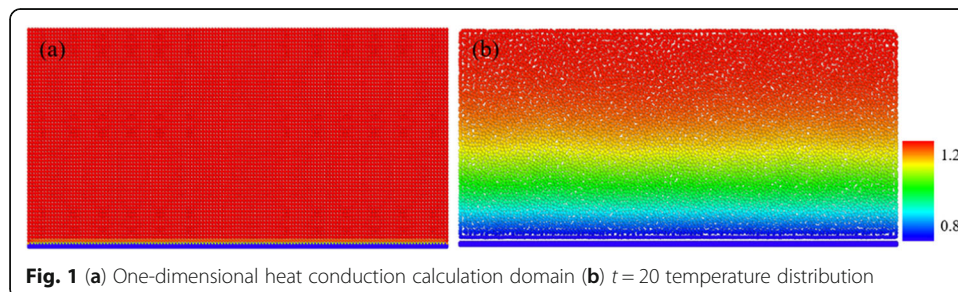 (a)
(b)
1.2
0.8
Fig. 1 (a) One-dimensional heat conduction calculation domain (b) t = 20 temperature distribution